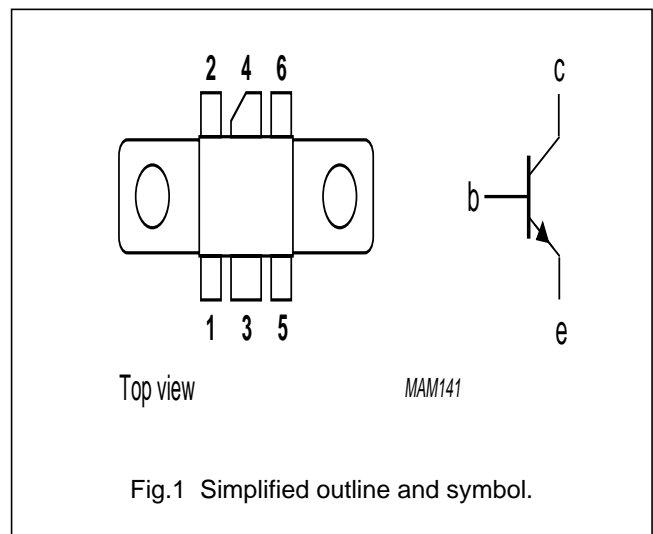 2 4 6
c
b
e
1 3 5
Top view MAM141
Fig.1 Simplified outline and symbol.